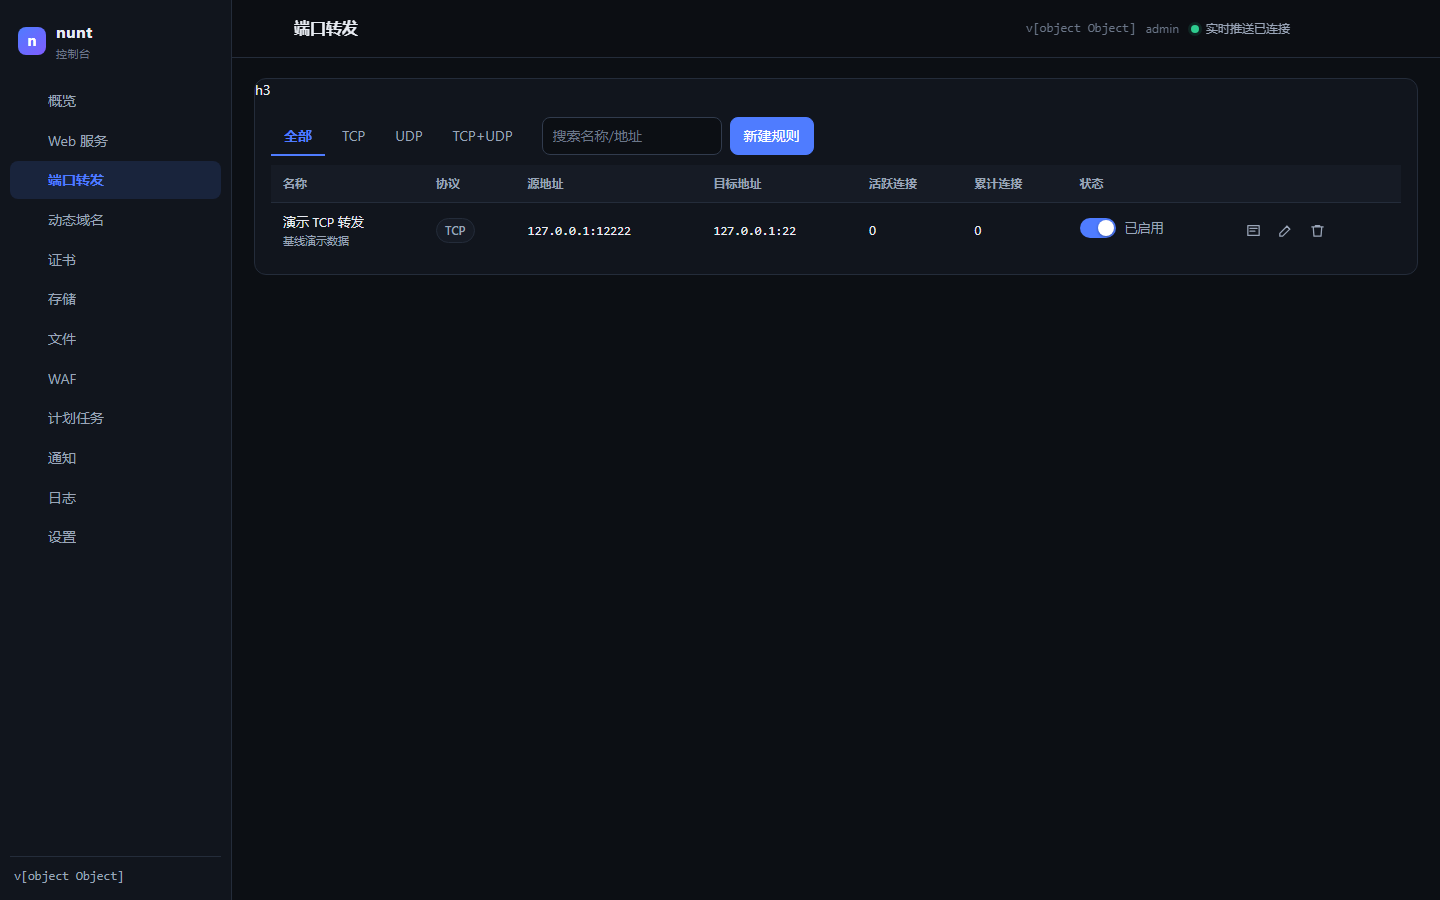 n
nunt
控制台
概览
Web 服务
端口转发
动态域名
证书
存储
文件
WAF
计划任务
通知
日志
设置
v[object Object]
端口转发
v[object Object] admin 实时推送已连接
h3
全部 TCP UDP TCP+UDP 搜索名称/地址 新建规则
名称 协议 源地址 目标地址 活跃连接 累计连接 状态
演示 TCP 转发 TCP 127.0.0.1:12222 127.0.0.1:22 0 0 已启用
基线演示数据